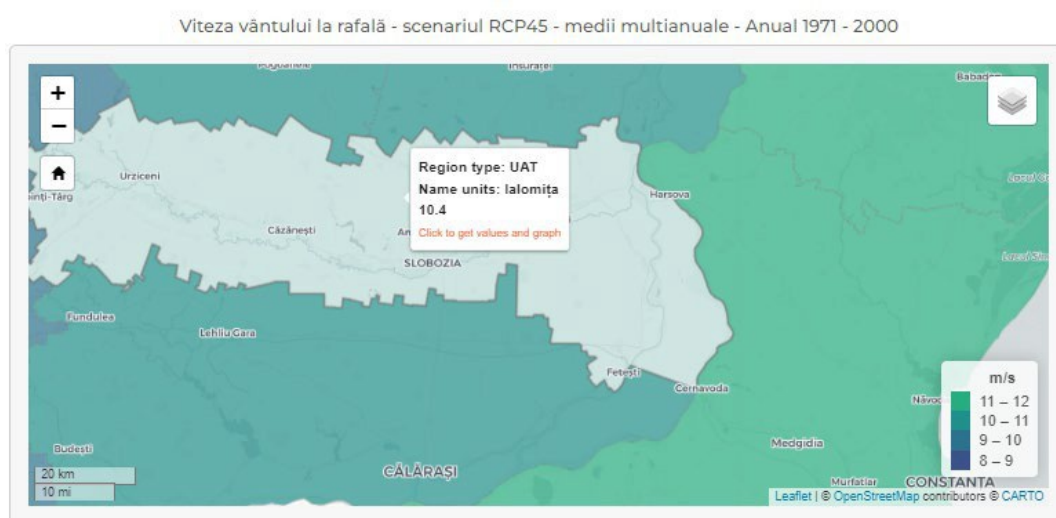 Viteza vântului la rafală - scenariul RCP45 - medii multianuale - Anual 1971 - 2000
Însurăței
Babadag
+
−
Region type: UAT
Name units: Ialomița
10.4
Click to get values and graph
Urziceni
Harsova
Căzănești
SLOBOZIA
Fundulea
Lehliu Gara
Fetești
Cernavoda
m/s
11 – 12
10 – 11
9 – 10
8 – 9
Budești
Medgidia
CĂLĂRAȘI
20 km
10 mi
Murfatlar
CONSTANȚA
Leaflet | © OpenStreetMap contributors © CARTO